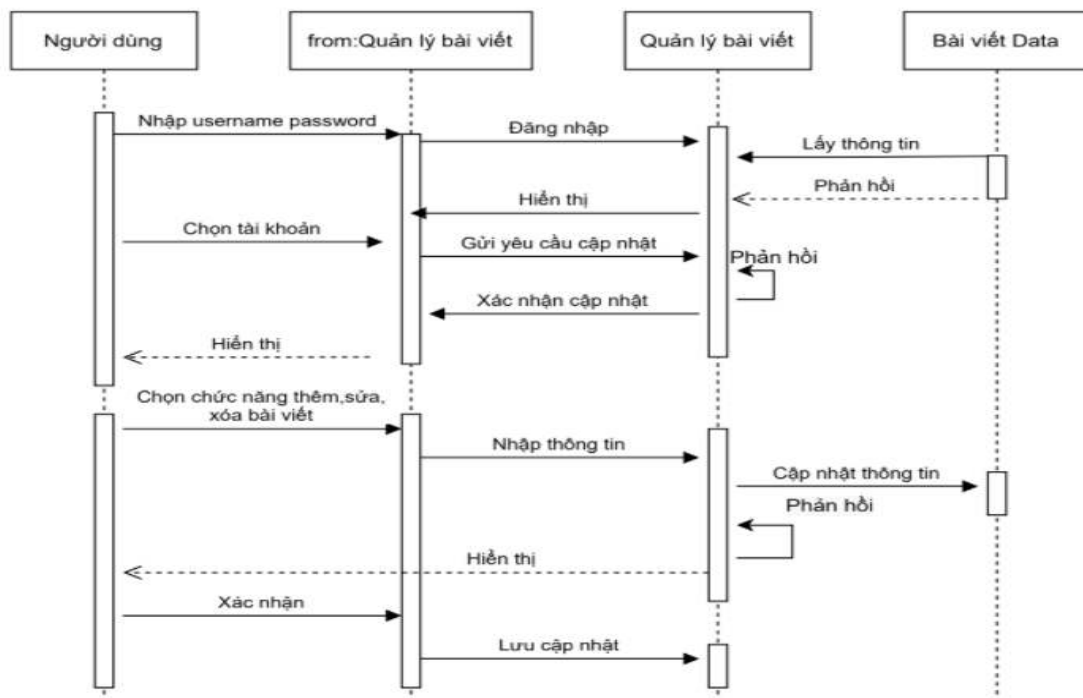 Người dùng
from:Quản lý bài viết
Quản lý bài viết
Bài viết Data
Nhập username password
Đăng nhập
Lấy thông tin
Phản hồi
Hiển thị
Chọn tài khoản
Gửi yêu cầu cập nhật
Phản hồi
Xác nhận cập nhật
Hiển thị
Chọn chức năng thêm,sửa,
xóa bài viết
Nhập thông tin
Cập nhật thông tin
Phản hồi
Hiển thị
Xác nhận
Lưu cập nhật